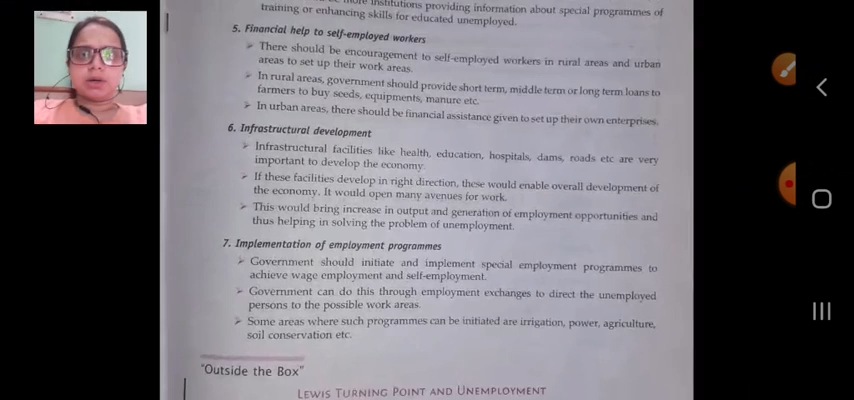 more institutions providing information about special programmes of
training or enhancing skills for educated unemployed.
5. Financial help to self-employed workers
➢ There should be encouragement to self-employed workers in rural areas and urban
areas to set up their work areas.
➢ In rural areas, government should provide short term, middle term or long term loans to
farmers to buy seeds, equipments, manure etc.
➢ In urban areas, there should be financial assistance given to set up their own enterprises.
6. Infrastructural development
➢ Infrastructural facilities like health, education, hospitals, dams, roads etc are very
important to develop the economy.
➢ If these facilities develop in right direction, these would enable overall development of
the economy. It would open many avenues for work.
➢ This would bring increase in output and generation of employment opportunities and
thus helping in solving the problem of unemployment.
7. Implementation of employment programmes
➢ Government should initiate and implement special employment programmes to
achieve wage employment and self-employment.
➢ Government can do this through employment exchanges to direct the unemployed
persons to the possible work areas.
➢ Some areas where such programmes can be initiated are irrigation, power, agriculture,
soil conservation etc.
"Outside the Box"
LEWIS TURNING POINT AND UNEMPLOYMENT